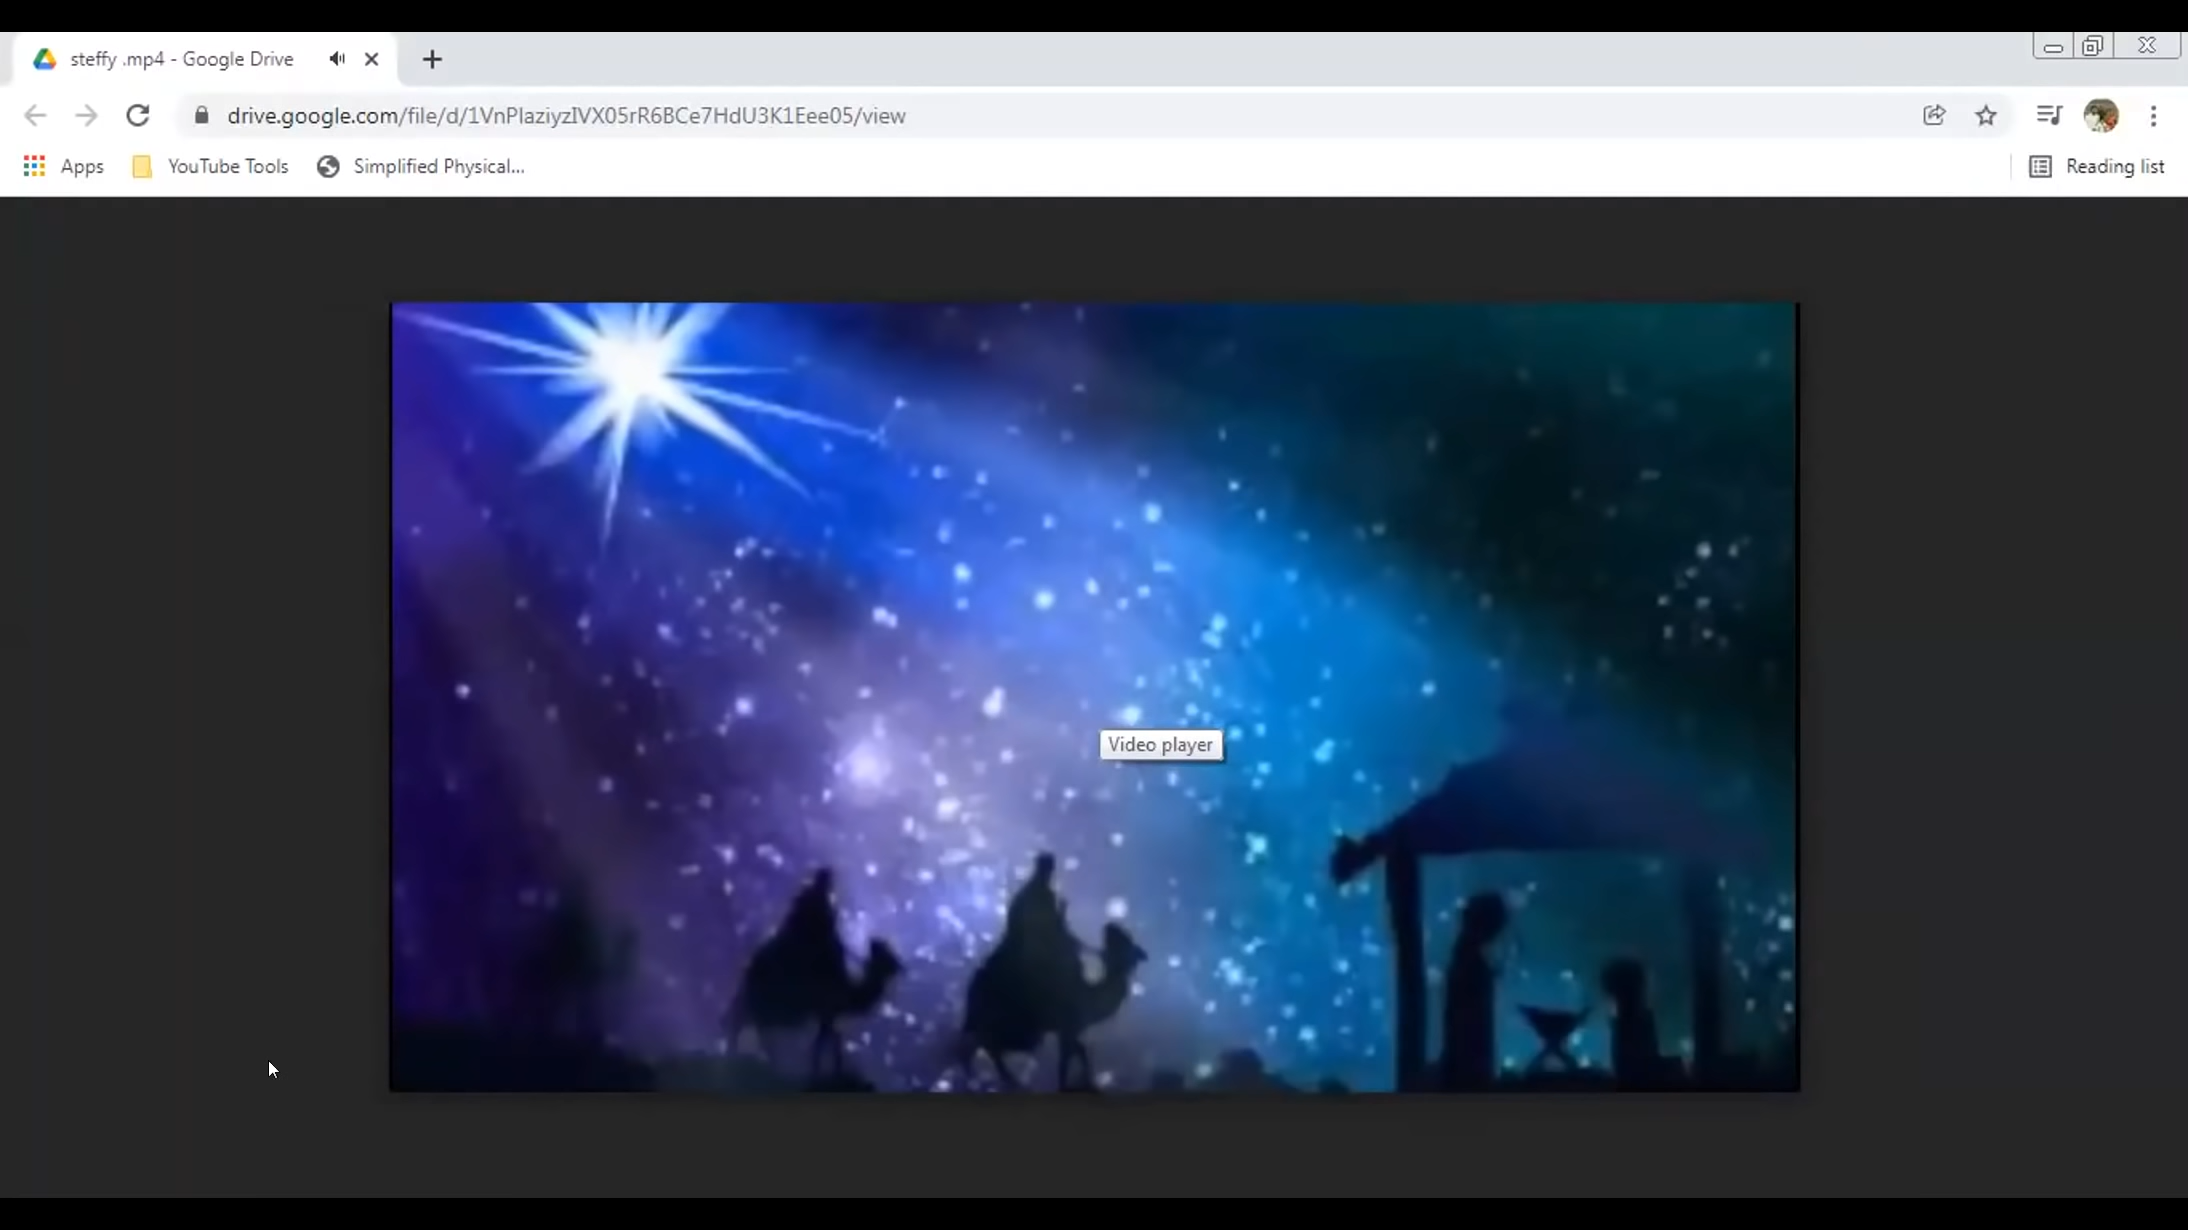 steffy .mp4 - Google Drive
drive.google.com/file/d/1VnPlaziyzIVX05rR6BCe7HdU3K1Eee05/view
Apps YouTube Tools Simplified Physical... Reading list
Video player